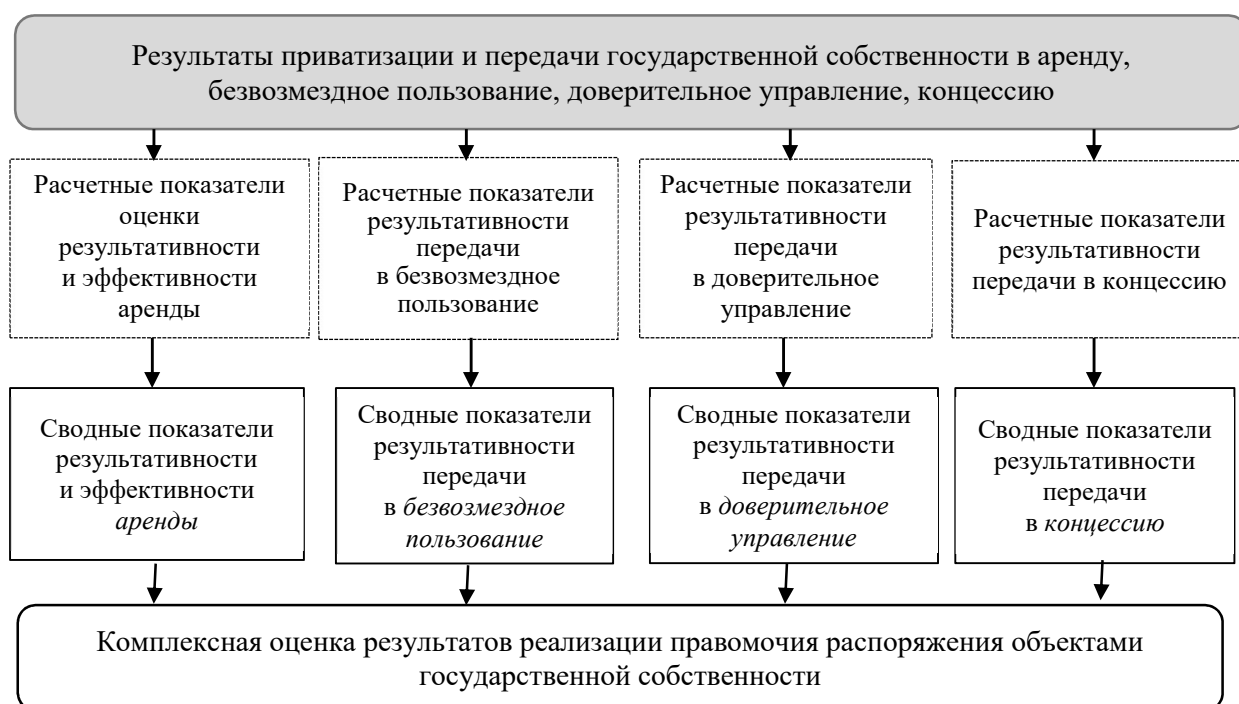 Результаты приватизации и передачи государственной собственности в аренду,
безвозмездное пользование, доверительное управление, концессию
Расчетные показатели
оценки
результативности
и эффективности
аренды
Расчетные показатели
результативности
передачи
в безвозмездное
пользование
Расчетные показатели
результативности
передачи
в доверительное
управление
Расчетные показатели
результативности
передачи в концессию
Сводные показатели
результативности
и эффективности
аренды
Сводные показатели
результативности
передачи
в безвозмездное
пользование
Сводные показатели
результативности
передачи
в доверительное
управление
Сводные показатели
результативности
передачи
в концессию
Комплексная оценка результатов реализации правомочия распоряжения объектами
государственной собственности